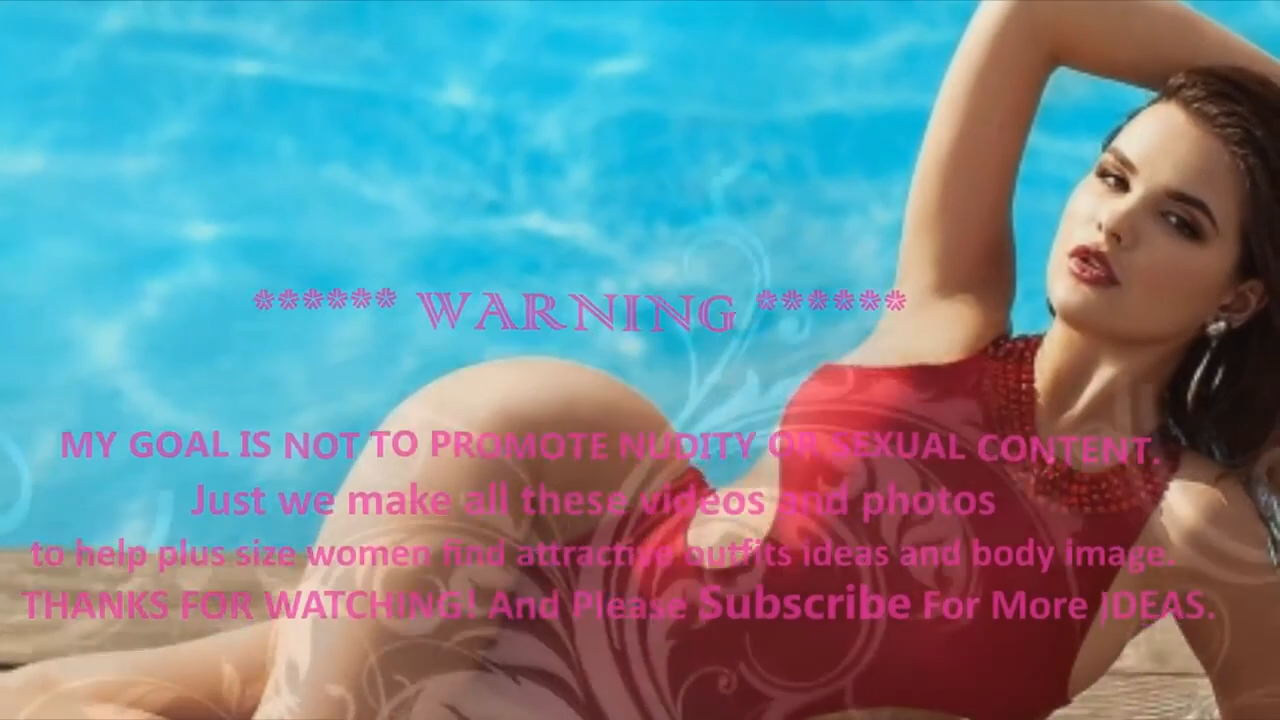 ****** WARNING ******
MY GOAL IS NOT TO PROMOTE NUDITY OR SEXUAL CONTENT.
Just we make all these videos and photos
to help plus size women find attractive outfits ideas and body image.
THANKS FOR WATCHING! And Please Subscribe For More IDEAS.